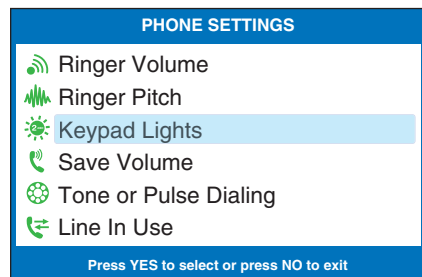 PHONE SETTINGS
Ringer Volume
Ringer Pitch
Keypad Lights
Save Volume
Tone or Pulse Dialing
Line In Use
Press YES to select or press NO to exit